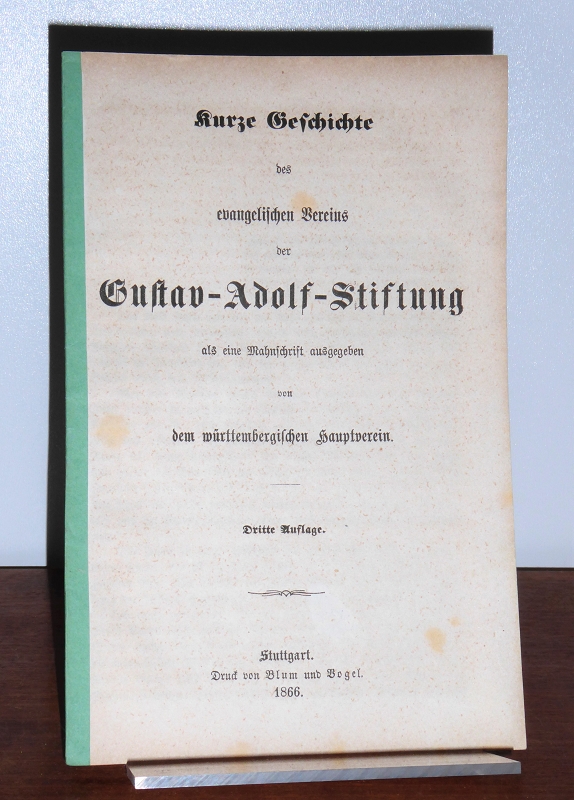 Kurze Geschichte
des
evangelischen Vereins
der
Gustav-Adolf-Stiftung
als eine Mahnschrift ausgegeben
von
dem württembergischen Hauptverein.
Dritte Auflage.
Stuttgart.
Druck von Blum und Vogel.
1866.